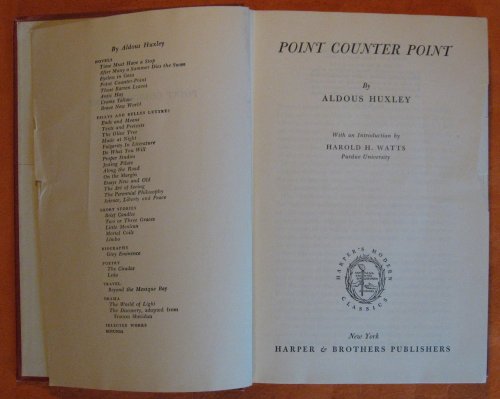 By Aldous Huxley
NOVELS
Time Must Have a Stop
After Many a Summer Dies the Swan
Eyeless in Gaza
Point Counter-Point
Those Barren Leaves
Antic Hay
Crome Yellow
Brave New World
ESSAYS AND BELLES LETTRES
Ends and Means
Texts and Pretexts
The Olive Tree
Music at Night
Vulgarity in Literature
Do What You Will
Proper Studies
Jesting Pilate
Along the Road
On the Margin
Essays New and Old
The Art of Seeing
The Perennial Philosophy
Science, Liberty and Peace
SHORT STORIES
Brief Candles
Two or Three Graces
Little Mexican
Mortal Coils
Limbo
BIOGRAPHY
Grey Eminence
POETRY
The Cicadas
Leda
TRAVEL
Beyond the Mexique Bay
DRAMA
The World of Light
The Discovery, adapted from
Frances Sheridan
SELECTED WORKS
ROTUNDA
POINT COUNTER POINT
By
ALDOUS HUXLEY
With an Introduction by
HAROLD H. WATTS
Purdue University
HARPER'S MODERN
CLASSICS
New York
HARPER & BROTHERS PUBLISHERS